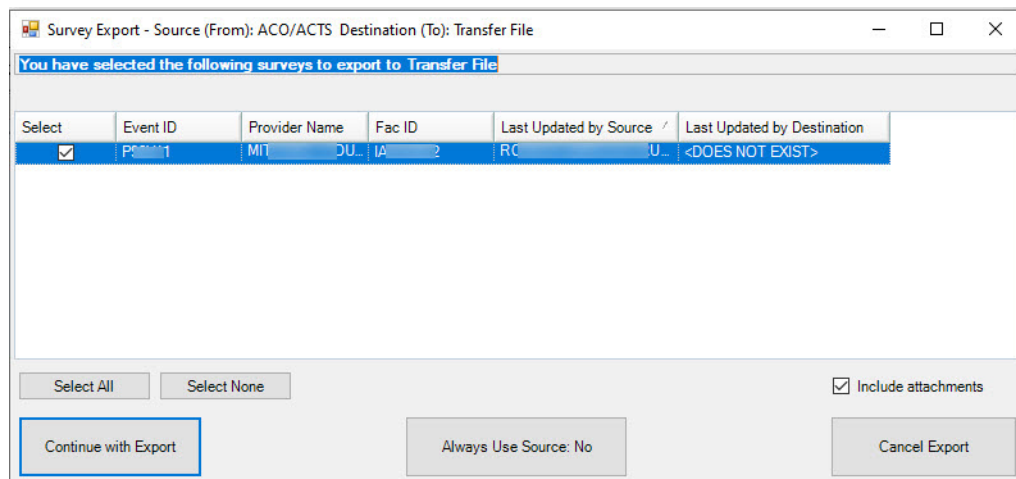 Survey Export - Source (From): ACO/ACTS Destination (To): Transfer File
You have selected the following surveys to export to Transfer File
Select Event ID Provider Name Fac ID Last Updated by Source Last Updated by Destination
<DOES NOT EXIST>
Select All Select None Include attachments
Continue with Export Always Use Source: No Cancel Export